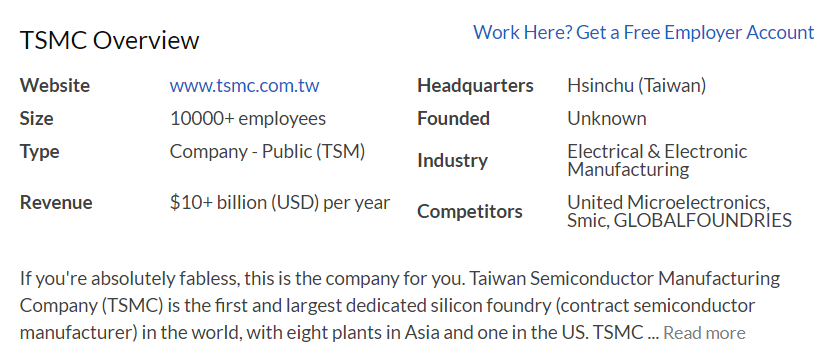 TSMC Overview
Work Here? Get a Free Employer Account
Website www.tsmc.com.tw Headquarters Hsinchu (Taiwan)
Size 10000+ employees Founded Unknown
Type Company - Public (TSM) Industry Electrical & Electronic
Manufacturing
Revenue $10+ billion (USD) per year Competitors United Microelectronics,
Smic, GLOBALFOUNDRIES
If you're absolutely fabless, this is the company for you. Taiwan Semiconductor Manufacturing
Company (TSMC) is the first and largest dedicated silicon foundry (contract semiconductor
manufacturer) in the world, with eight plants in Asia and one in the US. TSMC ... Read more